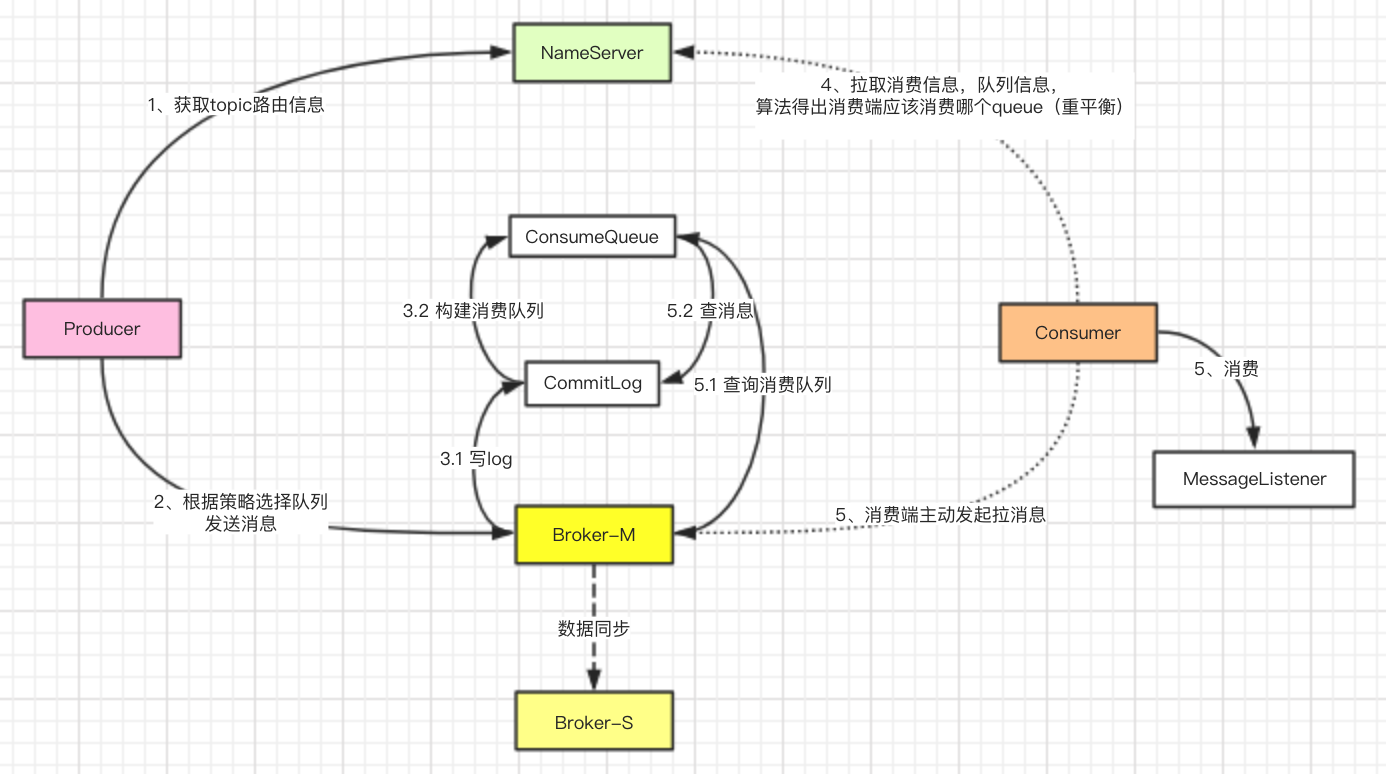 NameServer
1、获取topic路由信息
4、拉取消费信息，队列信息，
算法得出消费端应该消费哪个queue（重平衡）
ConsumeQueue
3.2 构建消费队列
5.2 查消息
Producer
Consumer
5、消费
CommitLog
5.1 查询消费队列
3.1 写log
MessageListener
2、根据策略选择队列
发送消息
5、消费端主动发起拉消息
Broker-M
数据同步
Broker-S